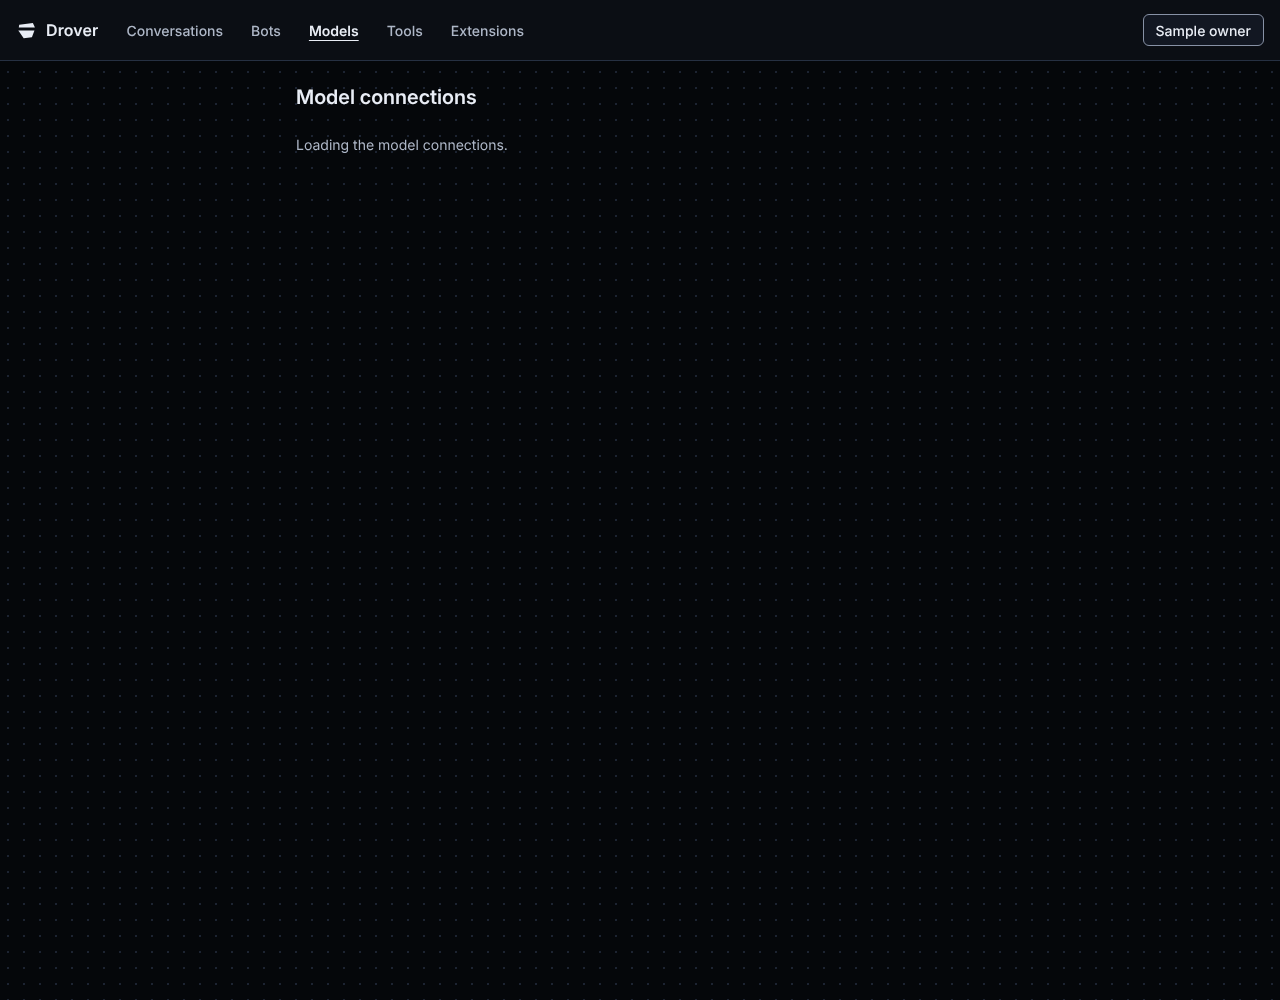 Drover
Conversations
Bots
Models
Tools
Extensions
Sample owner
Model connections
Loading the model connections.